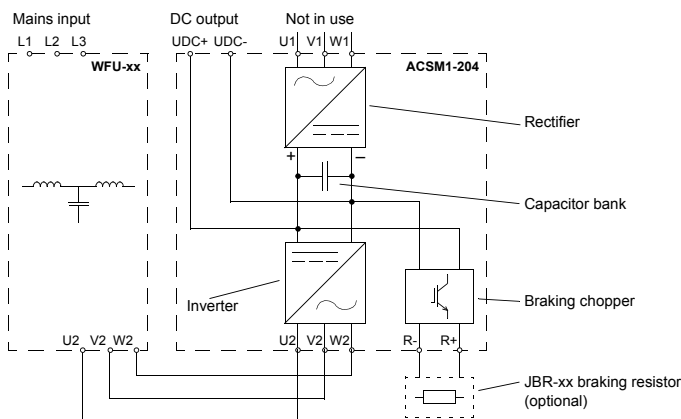 Mains input DC output Not in use
L1 L2 L3 UDC+ UDC- U1 V1 W1
WFU-xx ACSM1-204
Rectifier
+ –
Capacitor bank
Inverter
Braking chopper
U2 V2 W2 U2 V2 W2 R- R+
JBR-xx braking resistor
(optional)